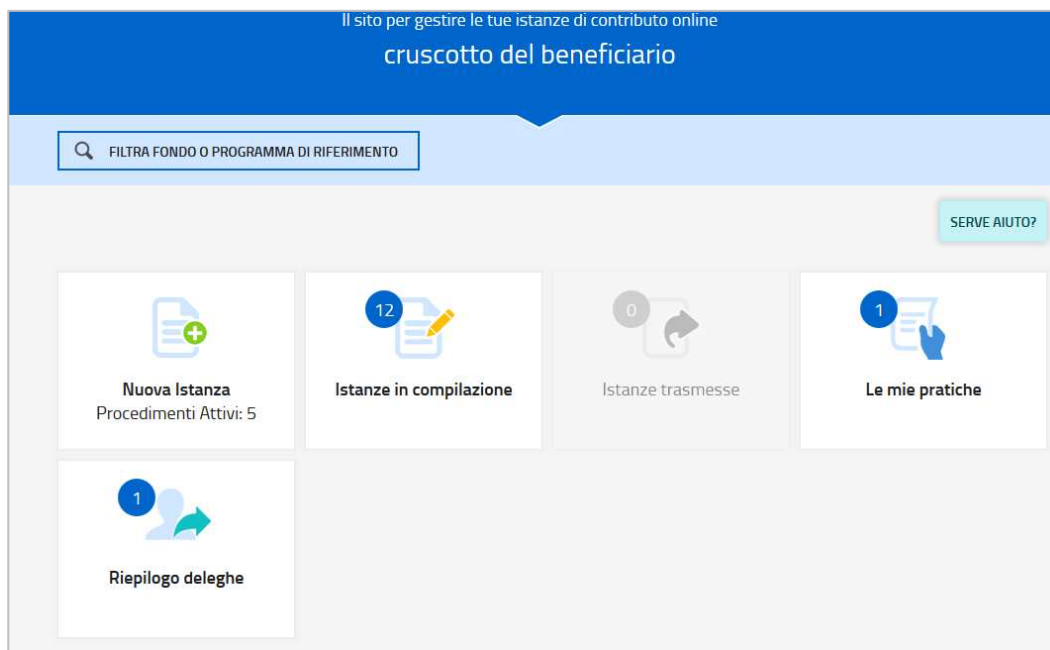 Il sito per gestire le tue istanze di contributo online
cruscotto del beneficiario
FILTRA FONDO O PROGRAMMA DI RIFERIMENTO
SERVE AIUTO?
Nuova Istanza
Procedimenti Attivi: 5
12
Istanze in compilazione
0
Istanze trasmesse
1
Le mie pratiche
1
Riepilogo deleghe